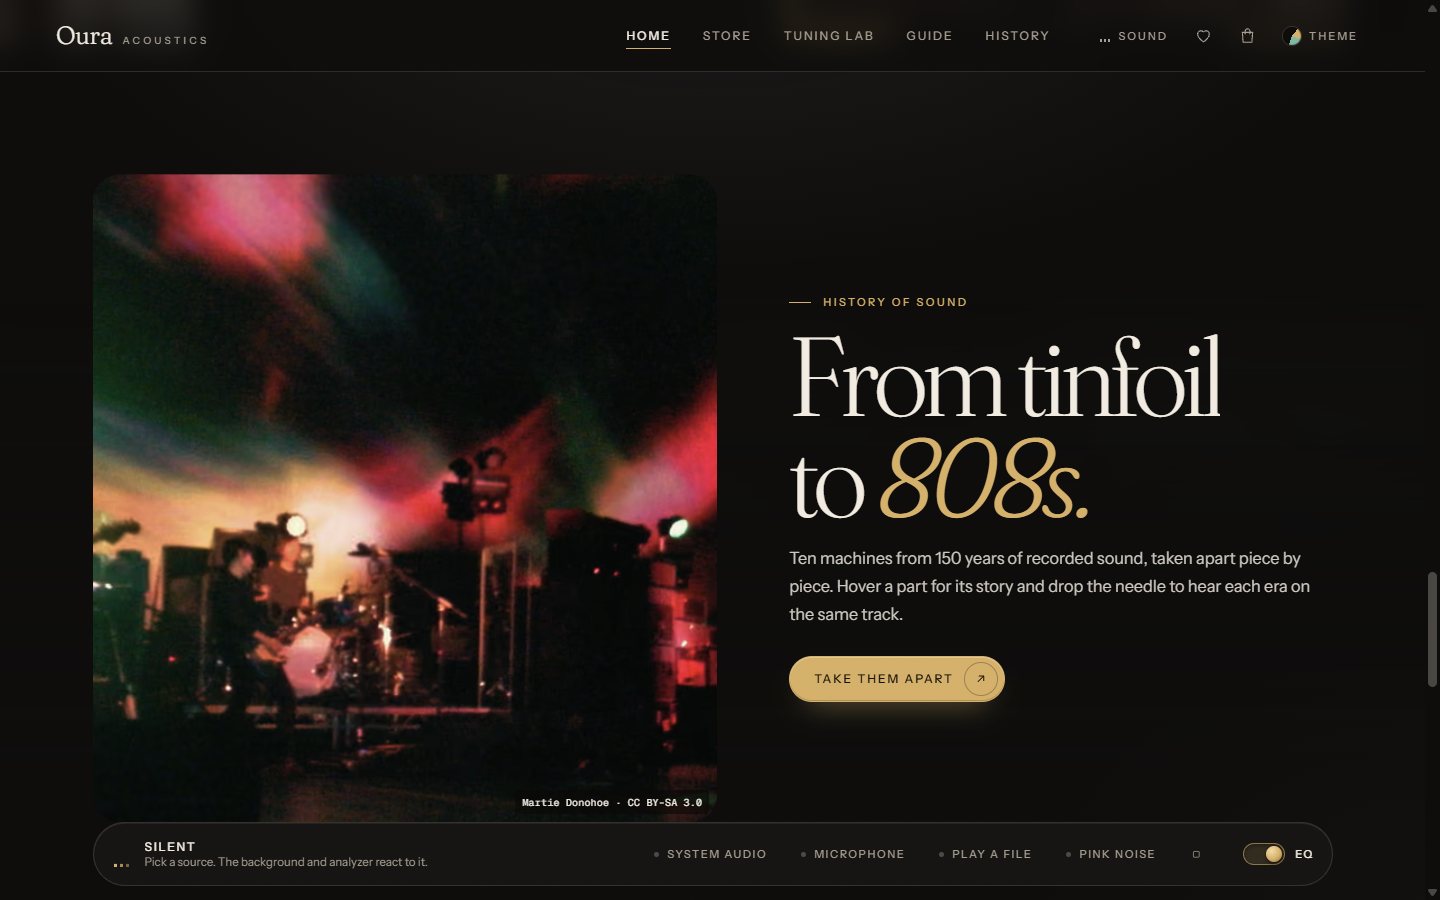 Oura ACOUSTICS
HOME
STORE
TUNING LAB
GUIDE
HISTORY
SOUND
THEME
HISTORY OF SOUND
From tinfoil
to 808s.
Ten machines from 150 years of recorded sound, taken apart piece by
piece. Hover a part for its story and drop the needle to hear each era on
the same track.
TAKE THEM APART
Martie Donohoe · CC BY-SA 3.0
SILENT
Pick a source. The background and analyzer react to it.
SYSTEM AUDIO
MICROPHONE
PLAY A FILE
PINK NOISE
EQ